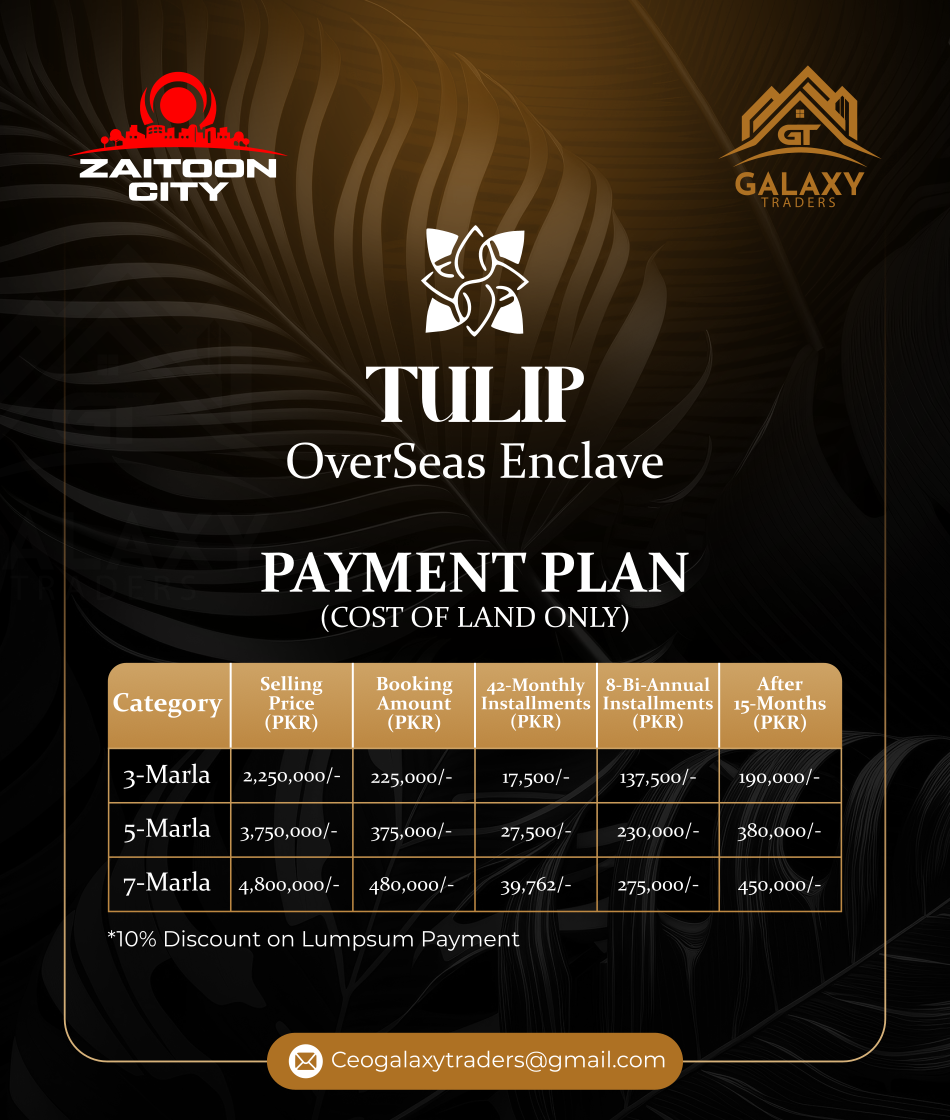 ZAITOON
CITY
GT
GALAXY
TRADERS
TULIP
OverSeas Enclave
PAYMENT PLAN
(COST OF LAND ONLY)
Category Selling Price (PKR) Booking Amount (PKR) 42-Monthly Installments (PKR) 8-Bi-Annual Installments (PKR) After 15-Months (PKR)
3-Marla 2,250,000/- 225,000/- 17,500/- 137,500/- 190,000/-
5-Marla 3,750,000/- 375,000/- 27,500/- 230,000/- 380,000/-
7-Marla 4,800,000/- 480,000/- 39,762/- 275,000/- 450,000/-
*10% Discount on Lumpsum Payment
Ceogalaxytraders@gmail.com